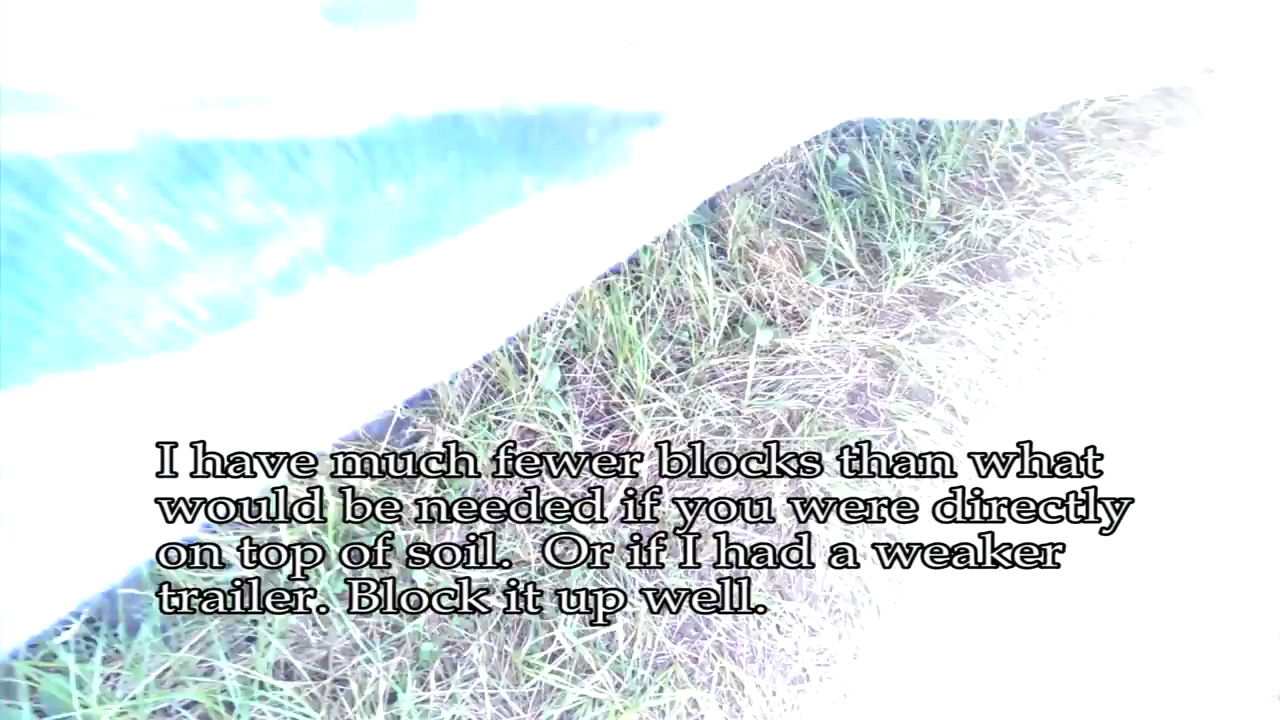 I have much fewer blocks than what
would be needed if you were directly
on top of soil.  Or if I had a weaker
trailer. Block it up well.